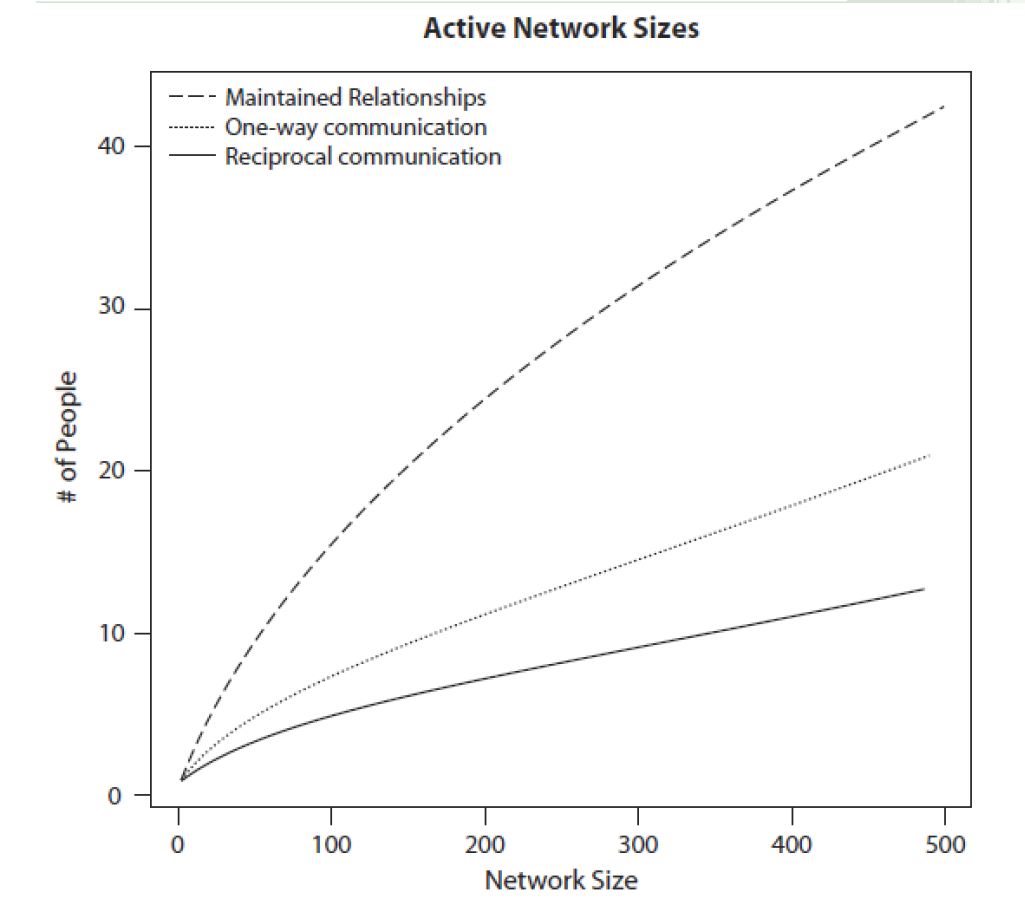 Active Network Sizes
Maintained Relationships
One-way communication
Reciprocal communication
40
30
20
10
0
# of People
0 100 200 300 400 500
Network Size